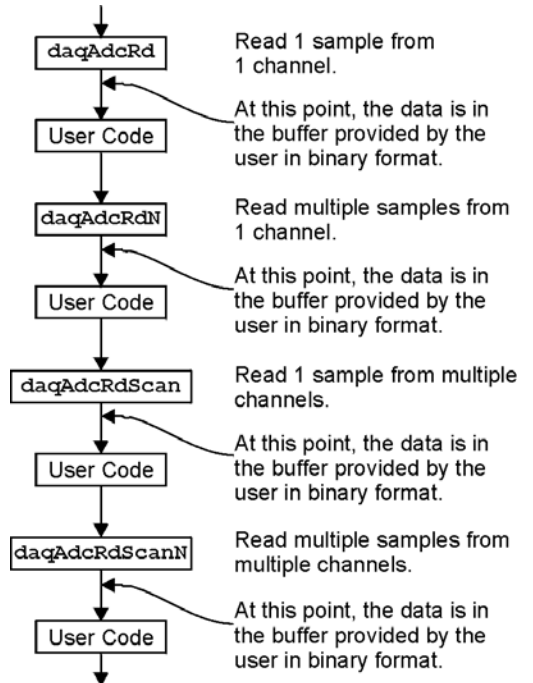 daqAdcRd
Read 1 sample from
1 channel.
At this point, the data is in
the buffer provided by the
user in binary format.
User Code
daqAdcRdN
Read multiple samples from
1 channel.
At this point, the data is in
the buffer provided by the
user in binary format.
User Code
daqAdcRdScan
Read 1 sample from multiple
channels.
At this point, the data is in
the buffer provided by the
user in binary format.
User Code
daqAdcRdScanN
Read multiple samples from
multiple channels.
At this point, the data is in
the buffer provided by the
user in binary format.
User Code